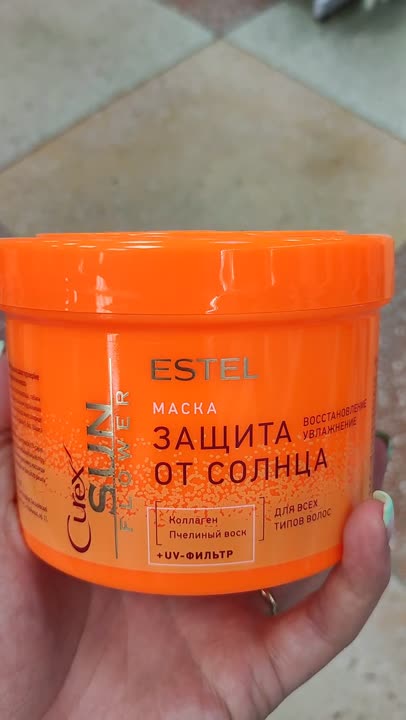 ESTEL
МАСКА
ЗАЩИТА
ОТ СОЛНЦА
ВОССТАНОВЛЕНИЕ
УВЛАЖНЕНИЕ
Curex
SUN
FLOWER
Коллаген
Пчелиный воск
+UV-ФИЛЬТР
ДЛЯ ВСЕХ
ТИПОВ ВОЛОС